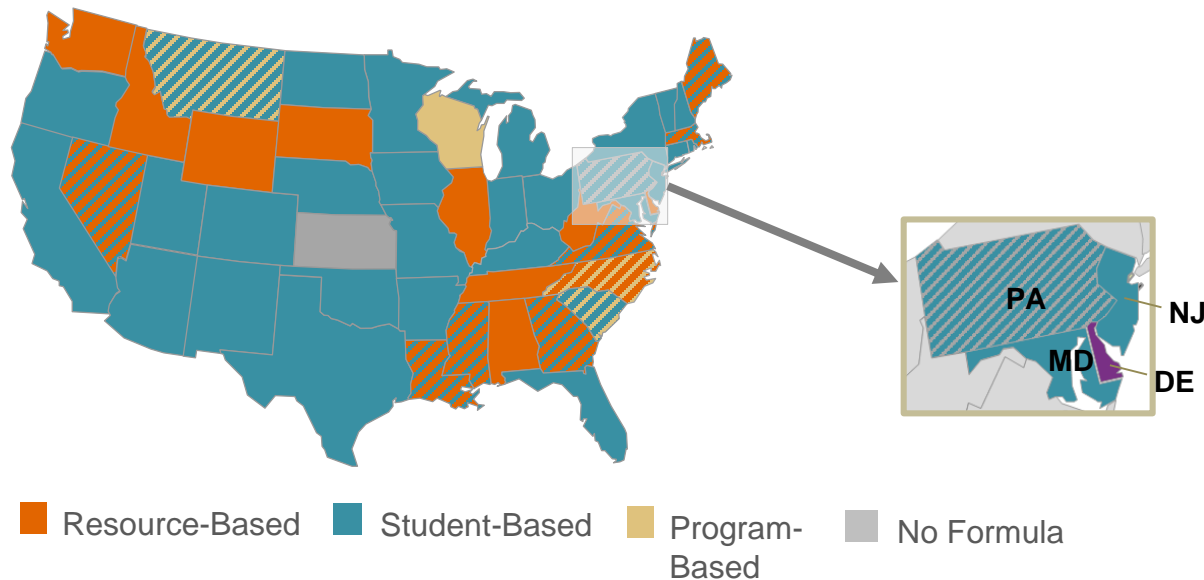 PA
NJ
MD
DE
Resource-Based
Student-Based
Program-
Based
No Formula